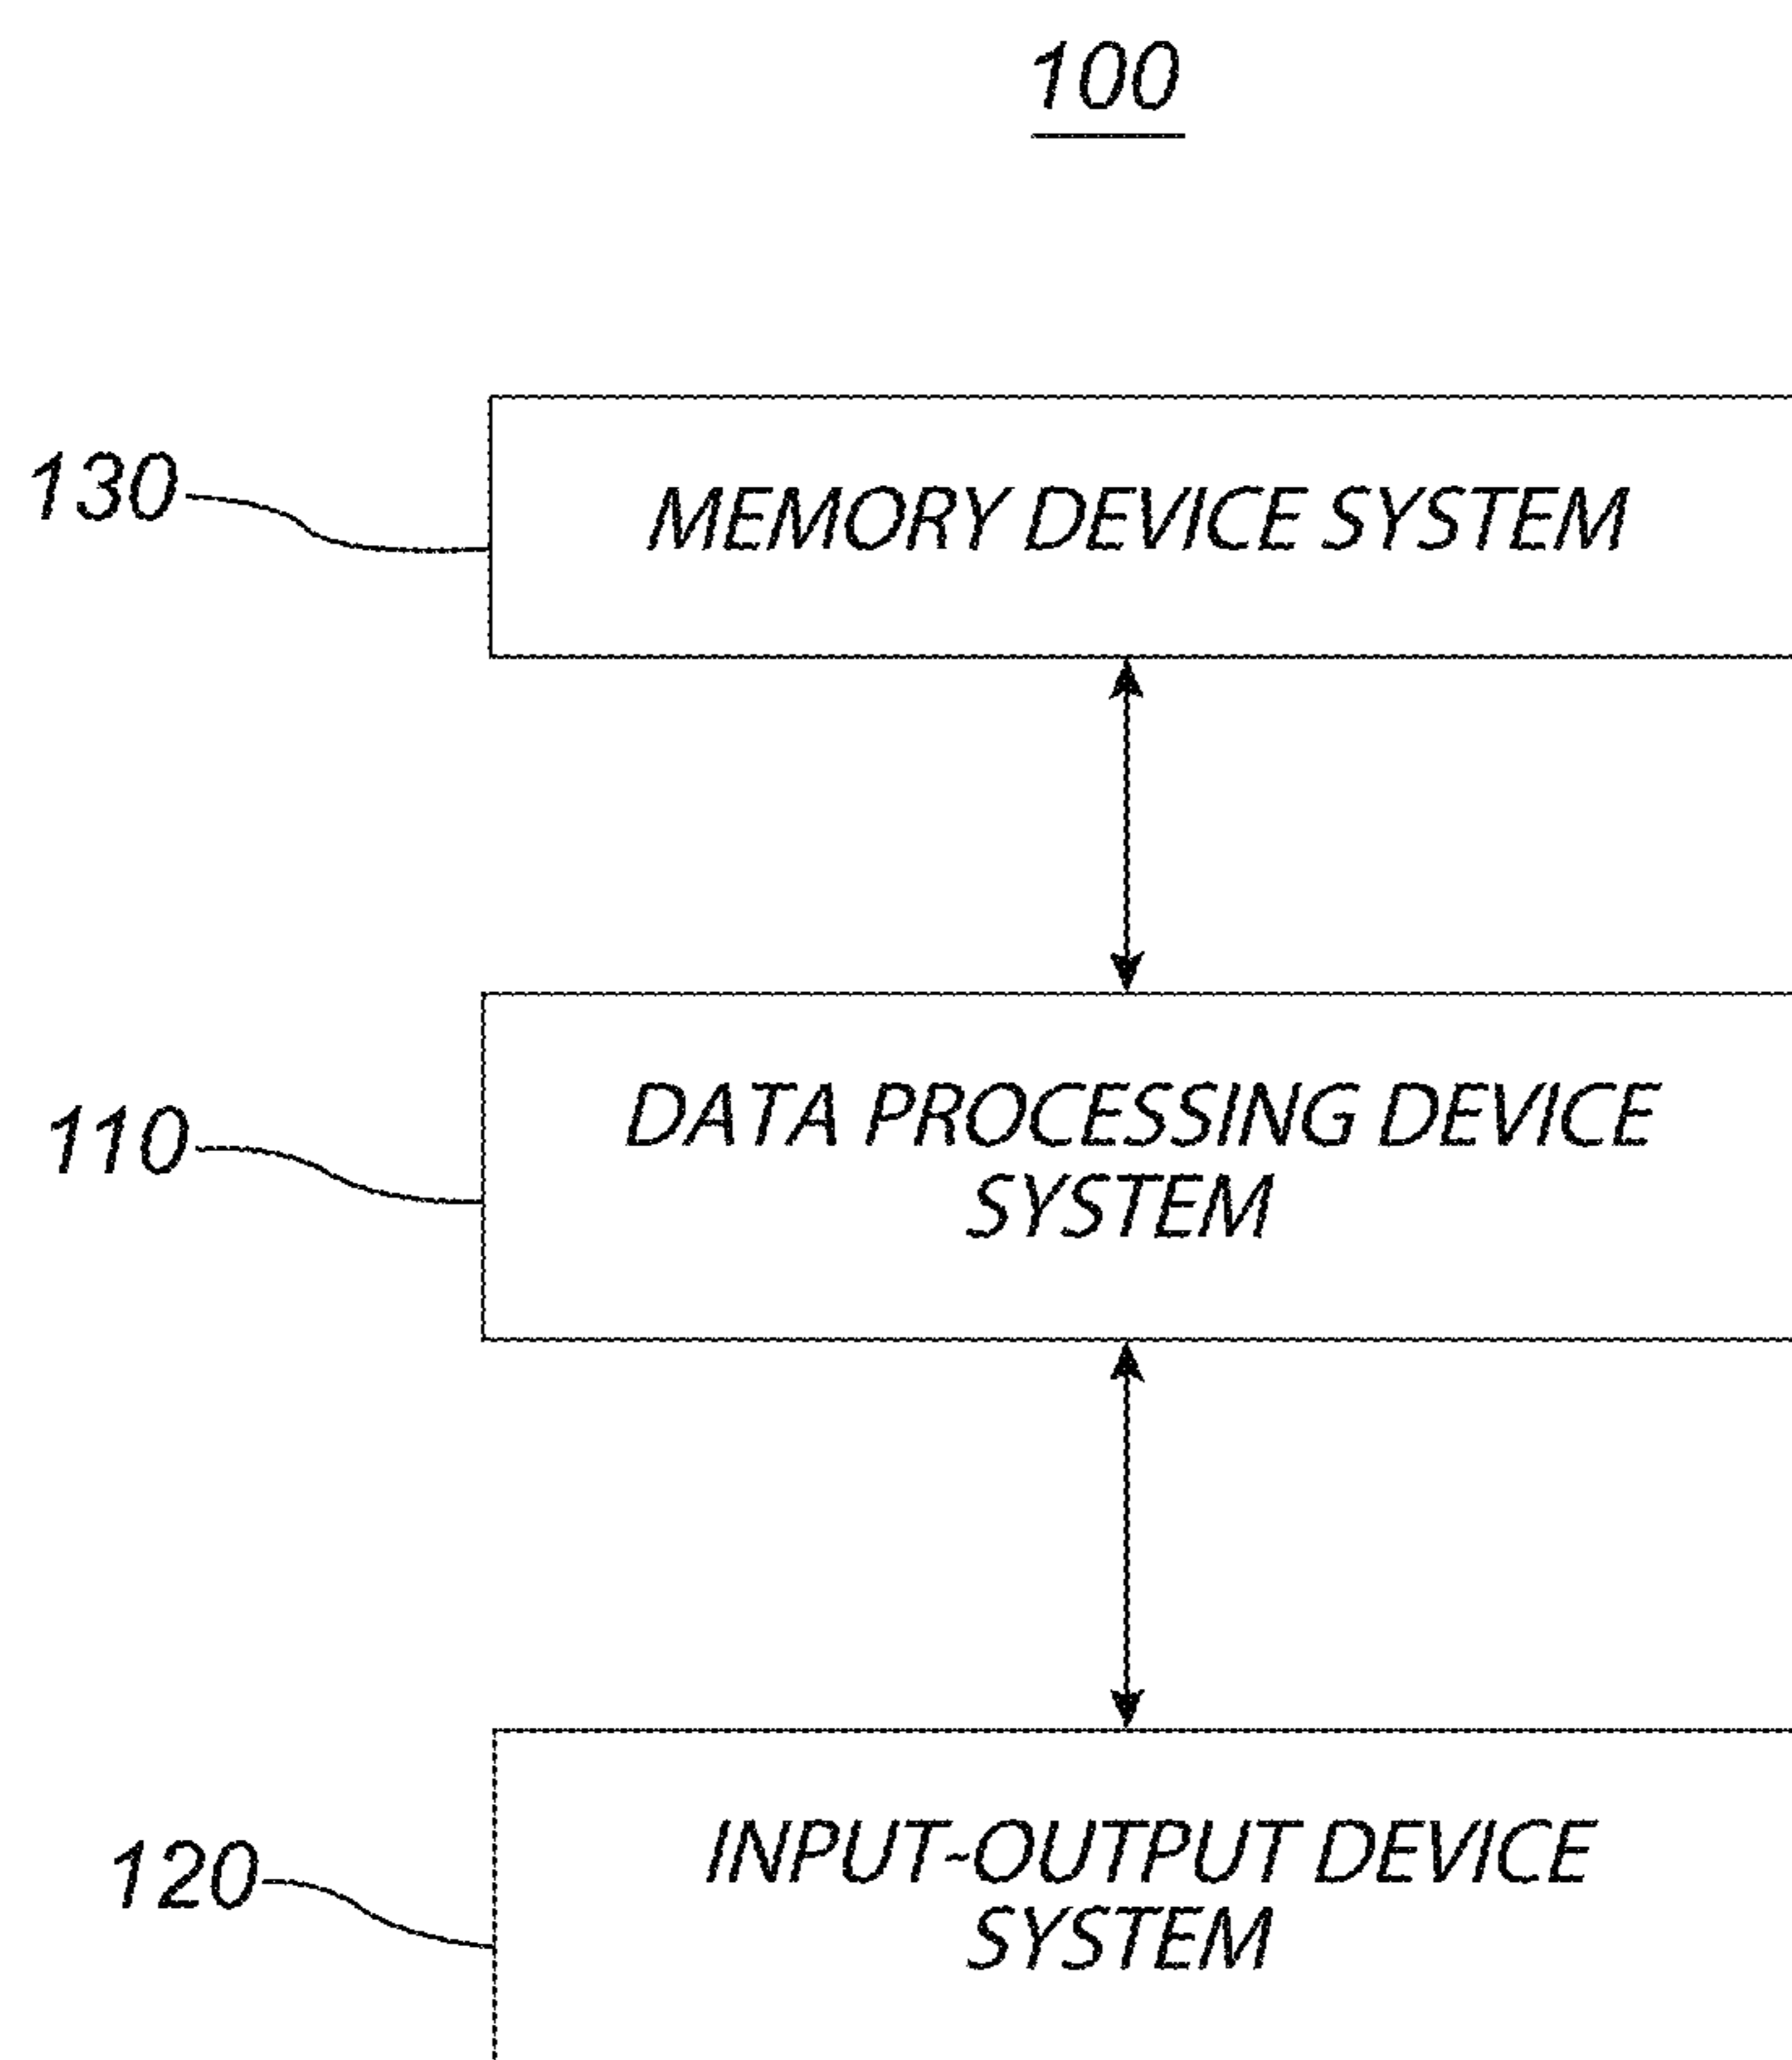 100
130
MEMORY DEVICE SYSTEM
110
DATA PROCESSING DEVICE
SYSTEM
120
INPUT-OUTPUT DEVICE
SYSTEM